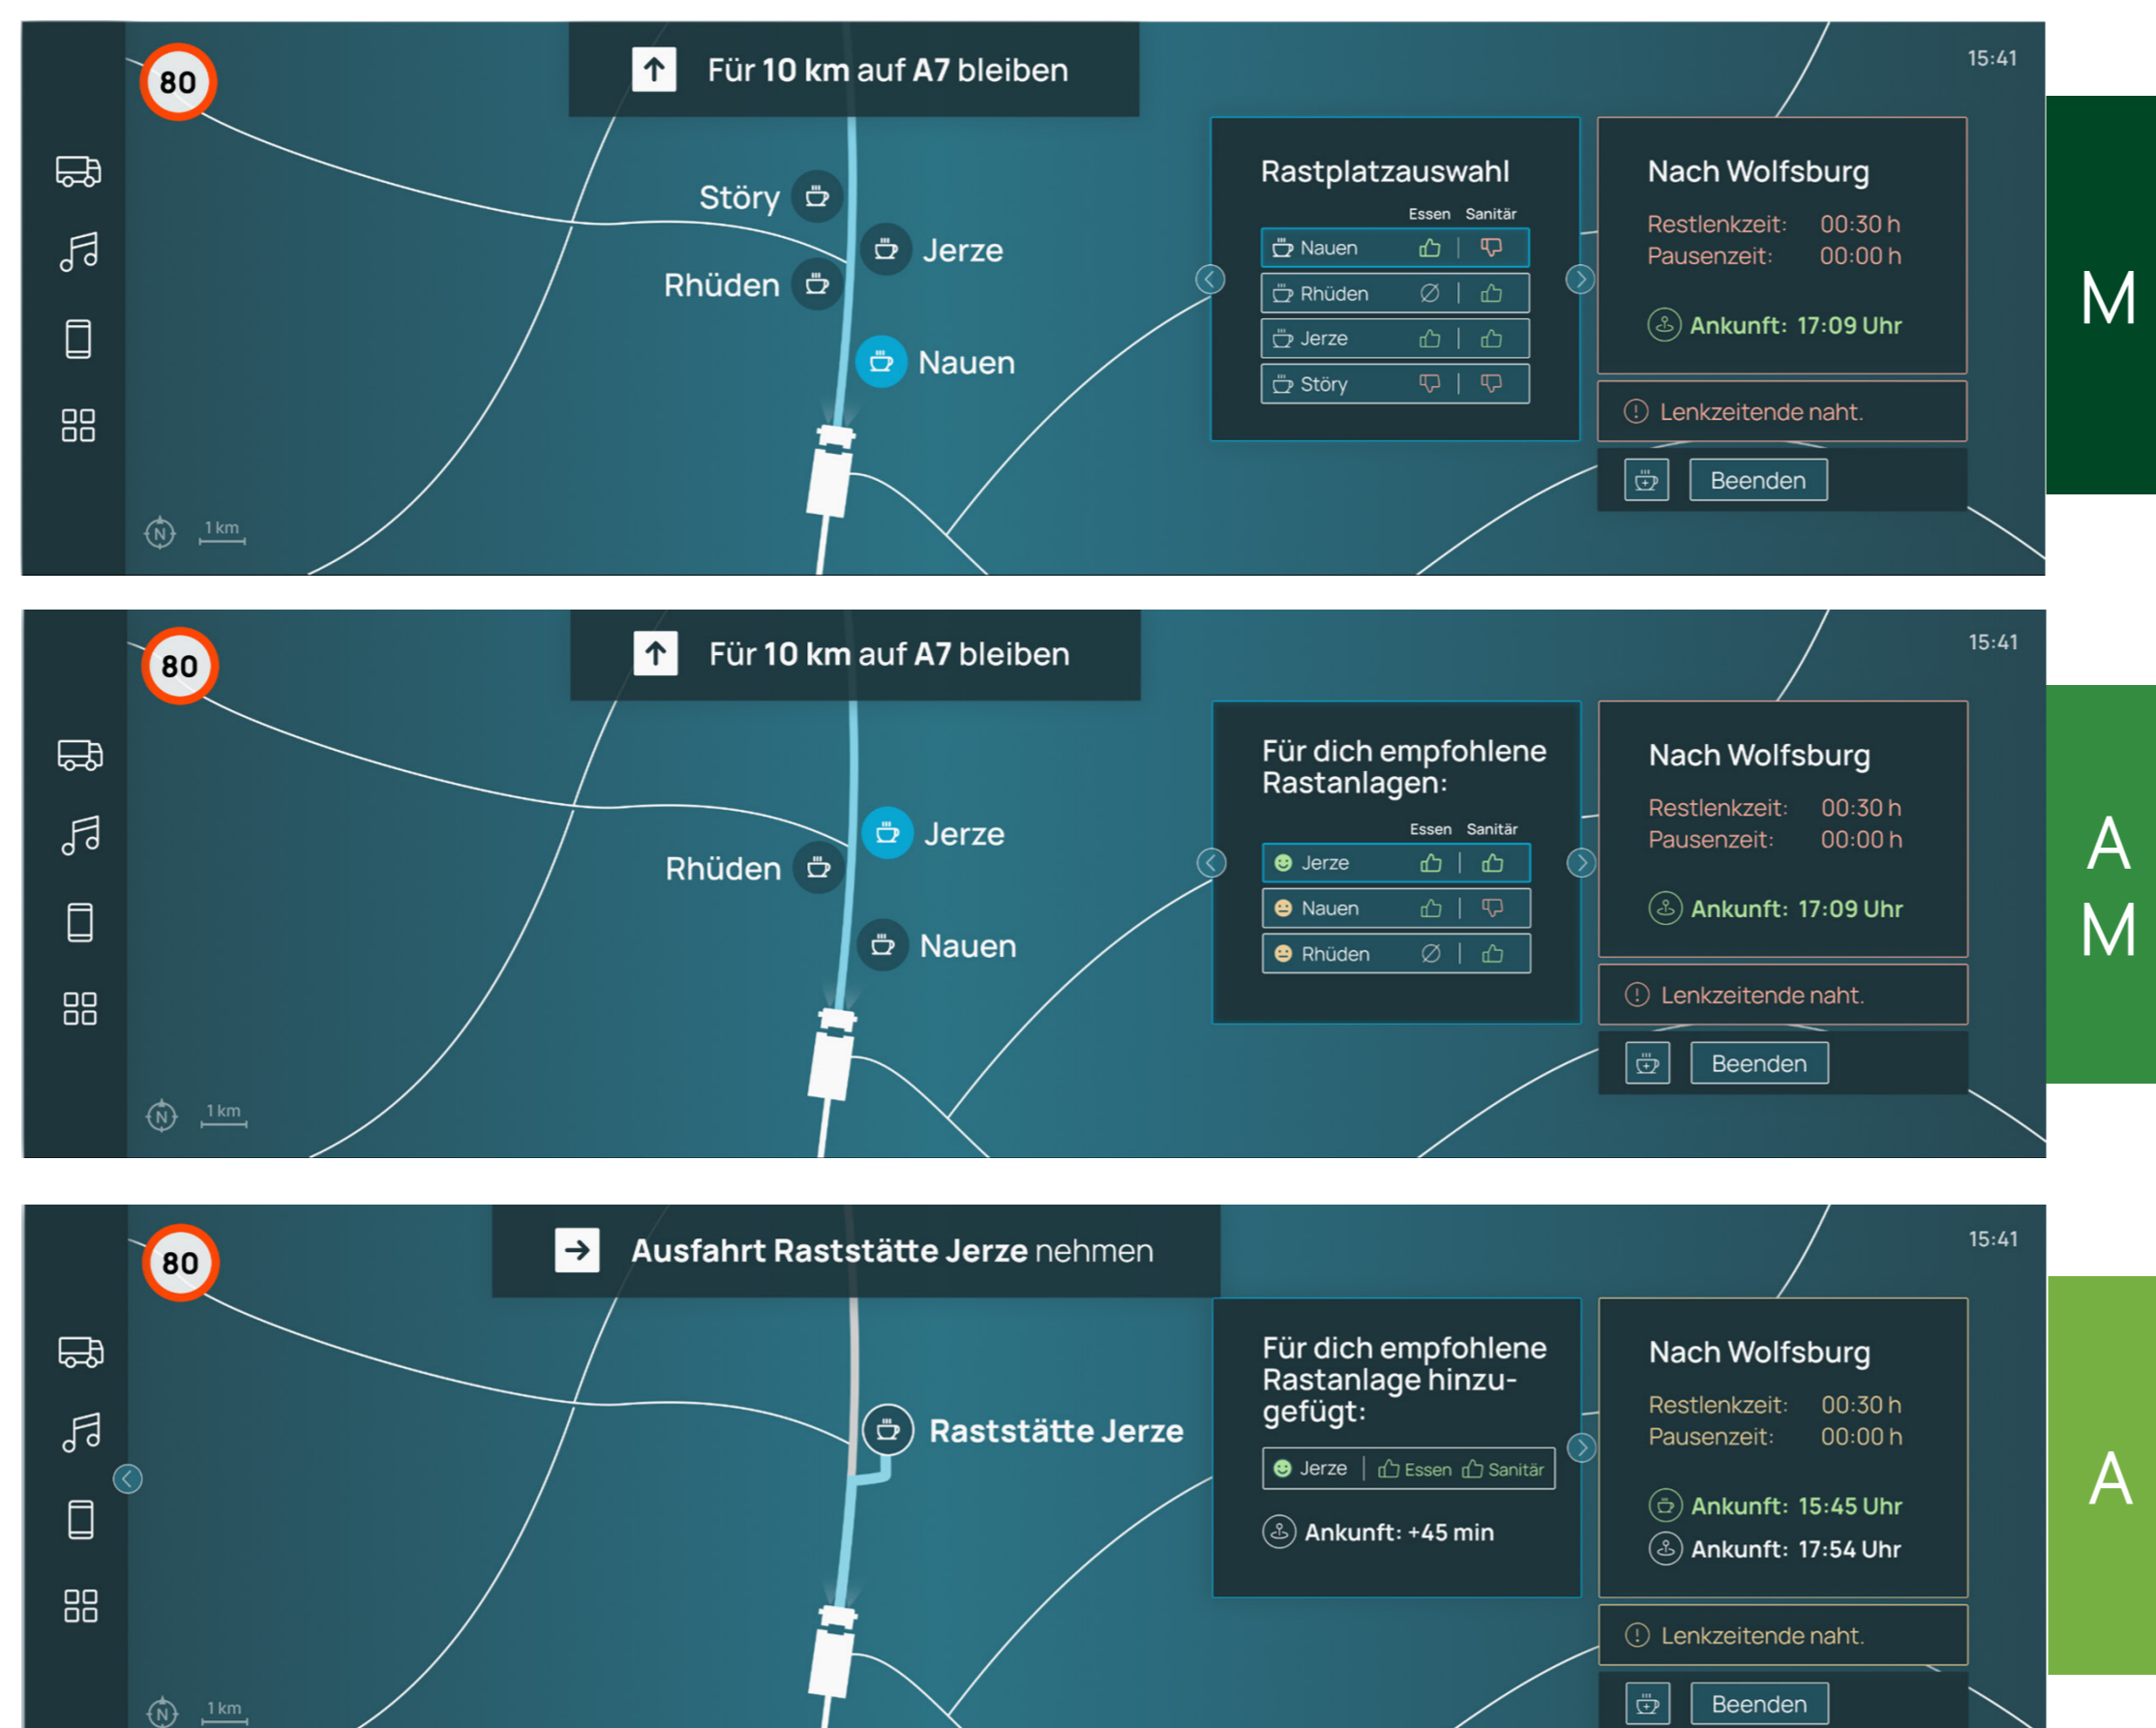 80
Für 10 km auf A7 bleiben
15:41
Störy
Jerze
Rhüden
Nauen
Rastplatzauswahl
Essen Sanitär
Nauen
Rhüden
Jerze
Störy
Nach Wolfsburg
Restlenkzeit: 00:30 h
Pausenzeit: 00:00 h
Ankunft: 17:09 Uhr
Lenkzeitende naht.
Beenden
N 1 km
M
80
Für 10 km auf A7 bleiben
15:41
Jerze
Rhüden
Nauen
Für dich empfohlene
Rastanlagen:
Essen Sanitär
Jerze
Nauen
Rhüden
Nach Wolfsburg
Restlenkzeit: 00:30 h
Pausenzeit: 00:00 h
Ankunft: 17:09 Uhr
Lenkzeitende naht.
Beenden
N 1 km
A
M
80
Ausfahrt Raststätte Jerze nehmen
15:41
Raststätte Jerze
Für dich empfohlene
Rastanlage hinzu-
gefügt:
Jerze | Essen Sanitär
Ankunft: +45 min
Nach Wolfsburg
Restlenkzeit: 00:30 h
Pausenzeit: 00:00 h
Ankunft: 15:45 Uhr
Ankunft: 17:54 Uhr
Lenkzeitende naht.
Beenden
N 1 km
A